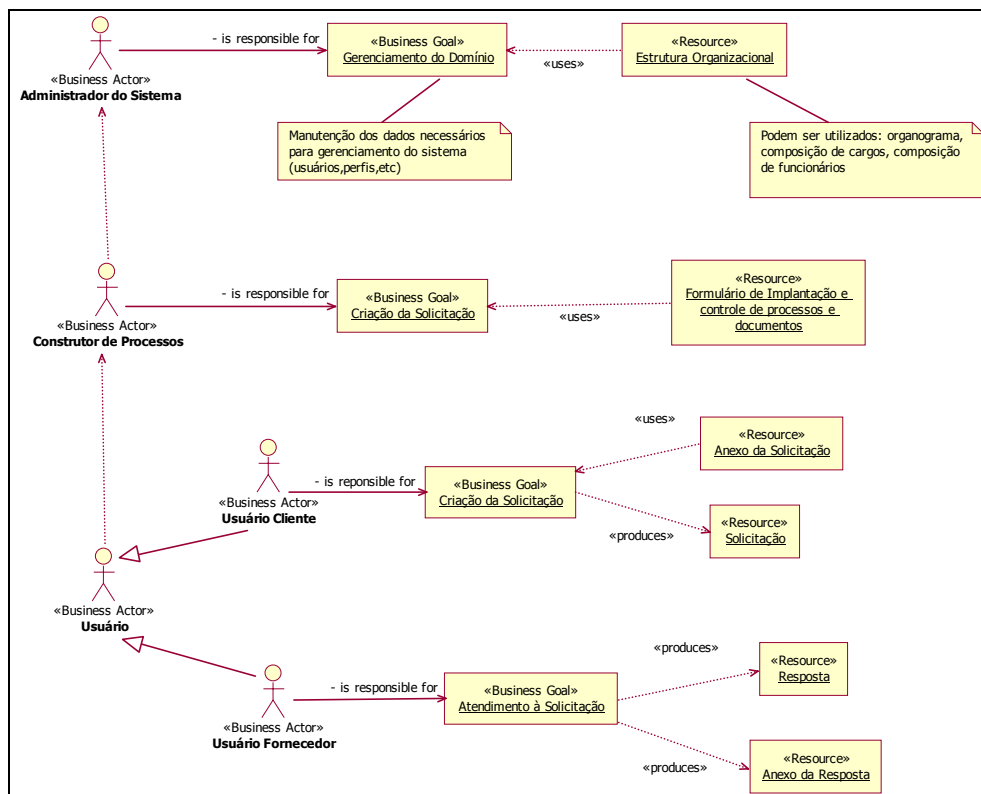 - is responsible for
«Business Goal»
Gerenciamento do Domínio
«uses»
«Resource»
Estrutura Organizacional
«Business Actor»
Administrador do Sistema
Manutenção dos dados necessários
para gerenciamento do sistema
(usuários,perfis,etc)
Podem ser utilizados: organograma,
composição de cargos, composição
de funcionários
- is responsible for
«Business Goal»
Criação da Solicitação
«uses»
«Resource»
Formulário de Implantação e
controle de processos e
documentos
«Business Actor»
Construtor de Processos
«uses»
«Resource»
Anexo da Solicitação
- is reponsible for
«Business Goal»
Criação da Solicitação
«Business Actor»
Usuário Cliente
«produces»
«Resource»
Solicitação
«Business Actor»
Usuário
«produces»
«Resource»
Resposta
- is responsible for
«Business Goal»
Atendimento à Solicitação
«Business Actor»
Usuário Fornecedor
«produces»
«Resource»
Anexo da Resposta